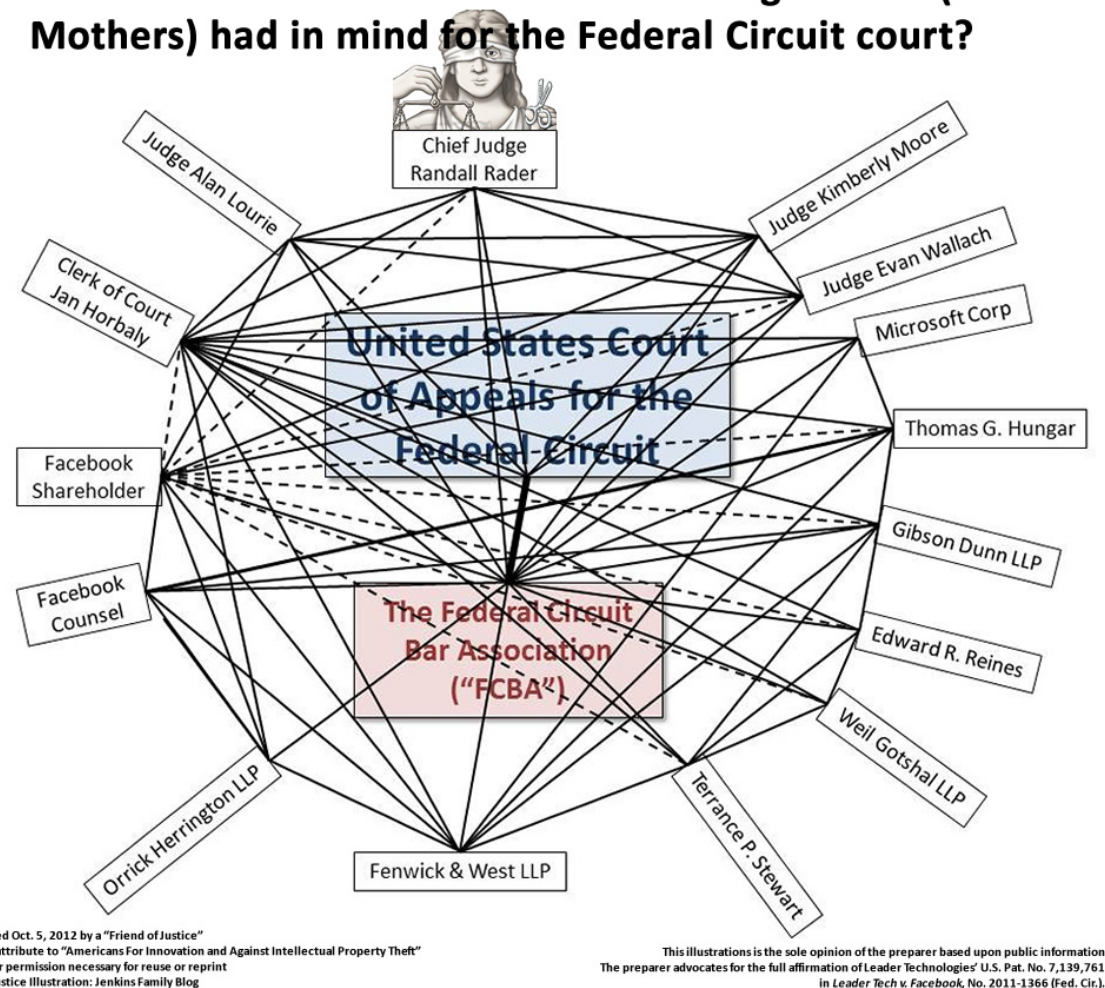 Mothers) had in mind for the Federal Circuit court?
Chief Judge
Randall Rader
Judge Alan Lourie
Judge Kimberly Moore
Clerk of Court
Jan Horbaly
Judge Evan Wallach
Microsoft Corp
United States Court
of Appeals for the
Federal Circuit
Thomas G. Hungar
Facebook
Shareholder
Gibson Dunn LLP
Facebook
Counsel
The Federal Circuit
Bar Association
(“FCBA”)
Edward R. Reines
Weil Gotshal LLP
Orrick Herrington LLP
Fenwick & West LLP
Terrance P. Stewart
ed Oct. 5, 2012 by a “Friend of Justice”
ttribute to “Americans For Innovation and Against Intellectual Property Theft”
r permission necessary for reuse or reprint
ustice Illustration: Jenkins Family Blog
This illustrations is the sole opinion of the preparer based upon public information
The preparer advocates for the full affirmation of Leader Technologies’ U.S. Pat. No. 7,139,761
in Leader Tech v. Facebook, No. 2011-1366 (Fed. Cir.).